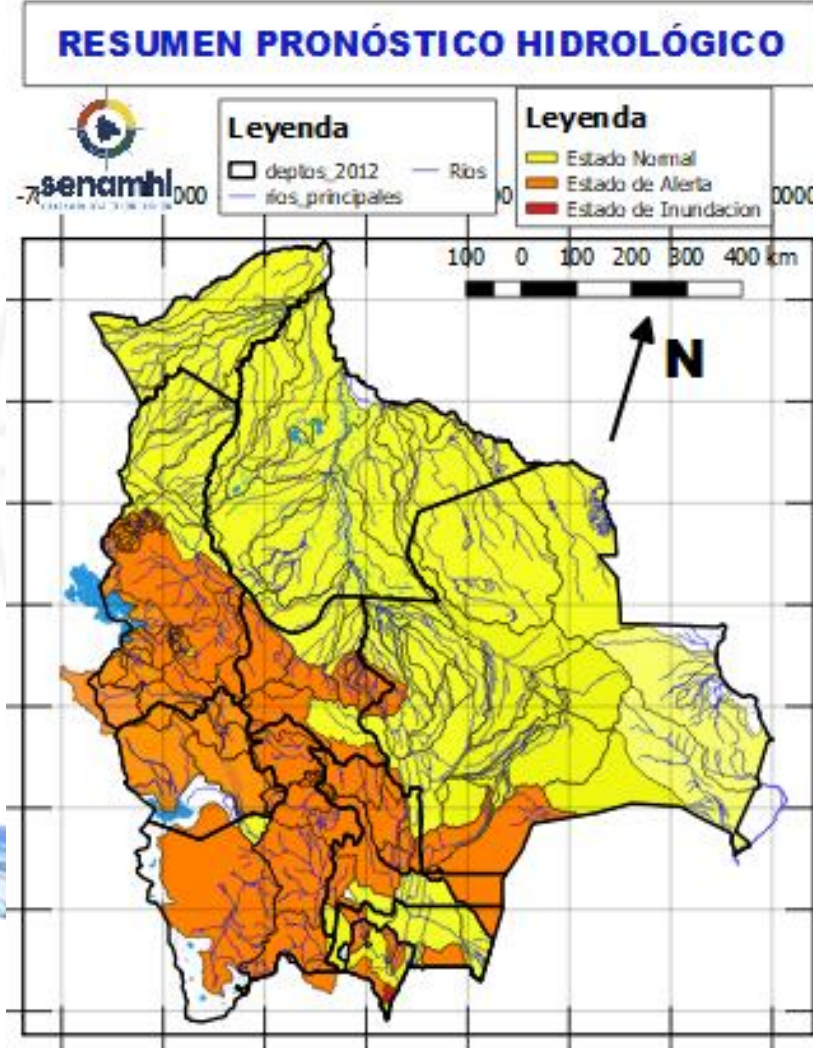 RESUMEN PRONÓSTICO HIDROLÓGICO
senamhi
Leyenda
deptos_2012
Rios
rios_principales
Leyenda
Estado Normal
Estado de Alerta
Estado de Inundacion
100 0 100 200 300 400 km
N